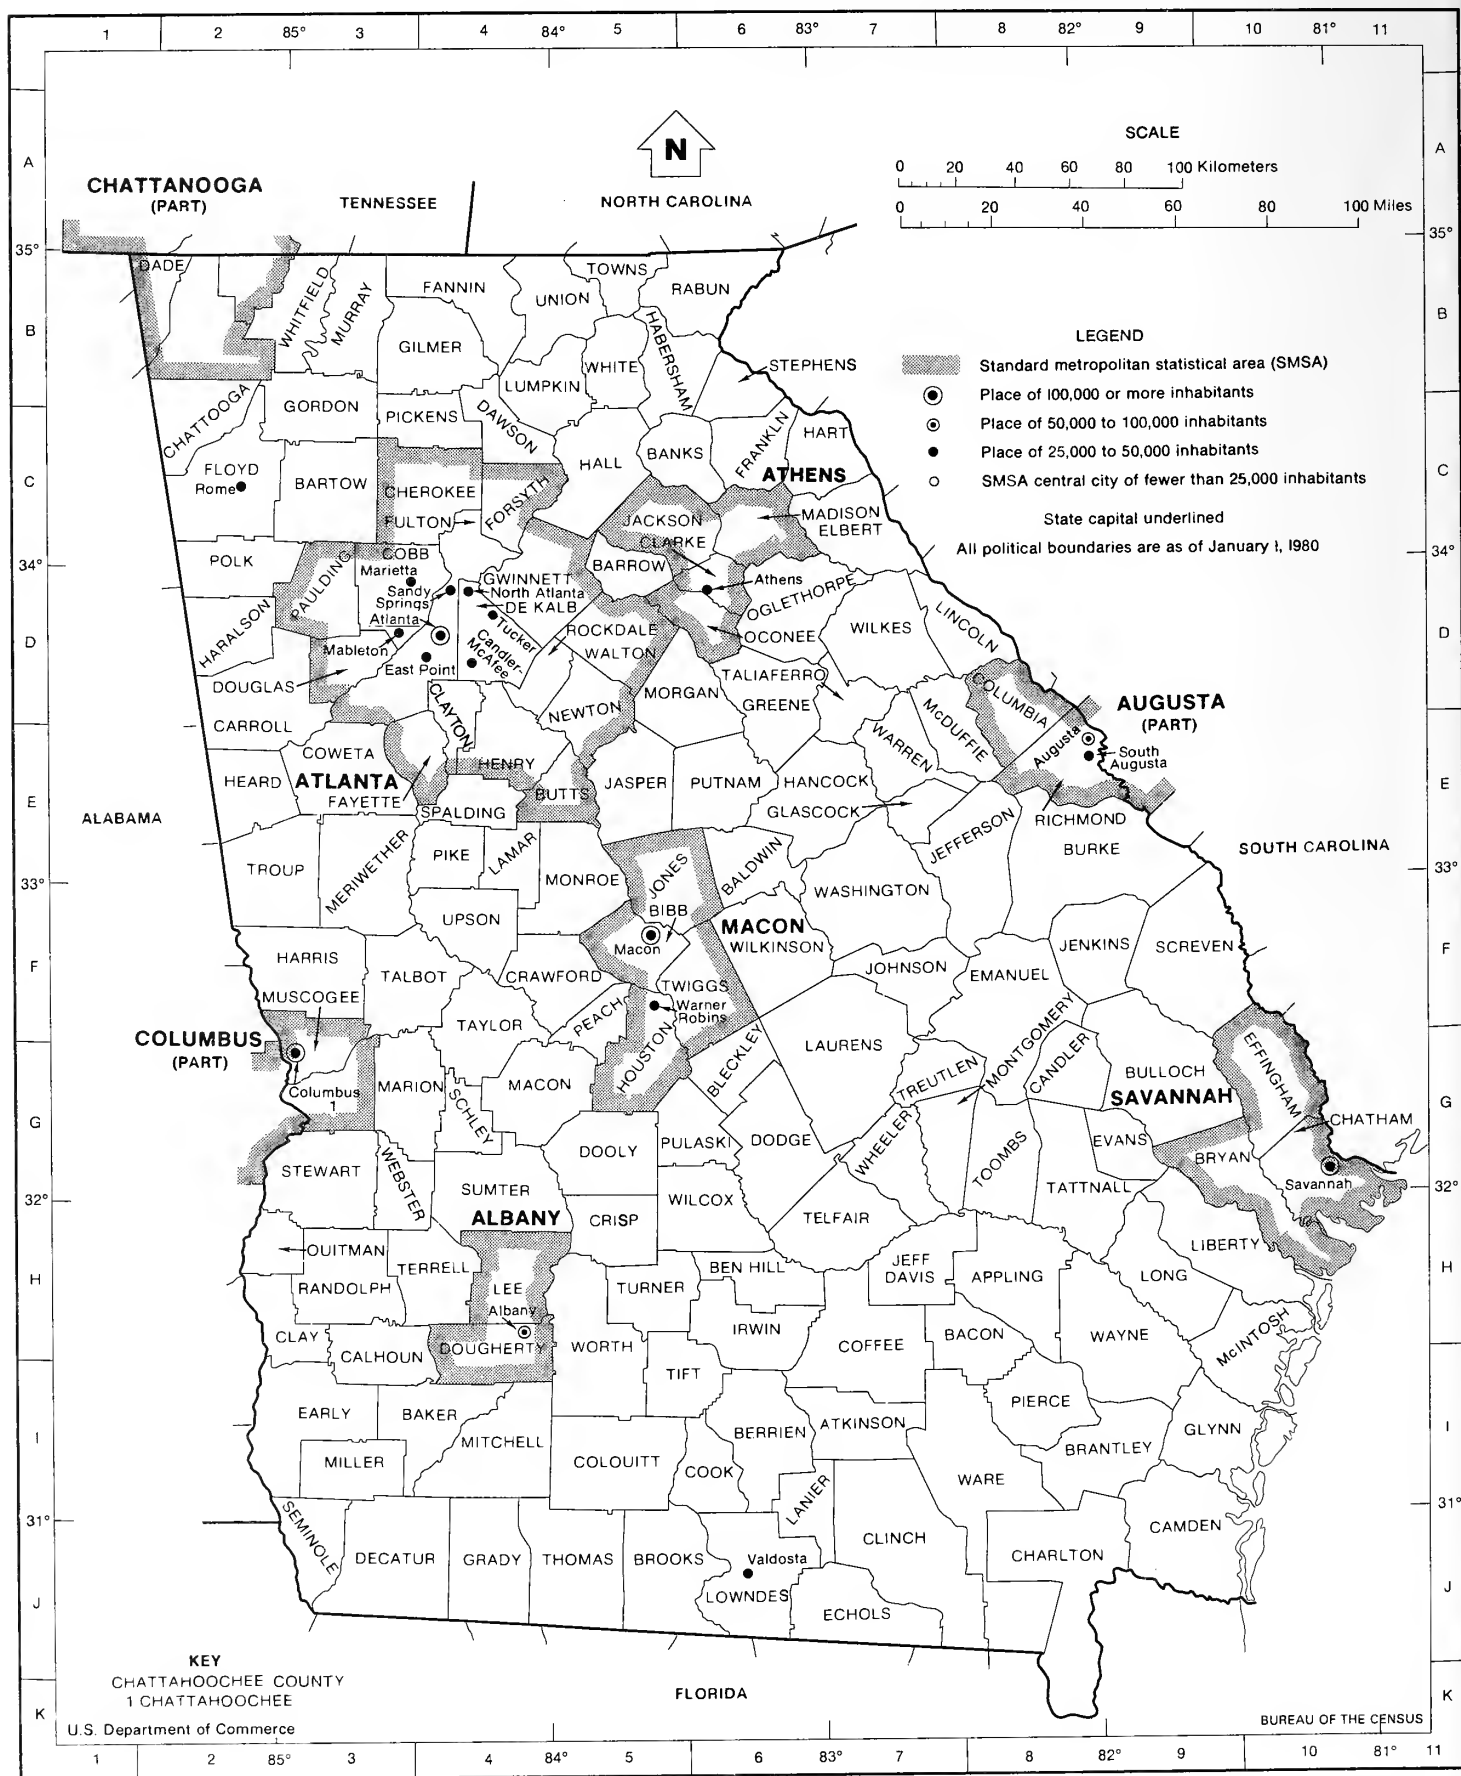 1 2 85° 3 4 84° 5 6 83° 7 8 82° 9 10 81° 11
A
A
N
SCALE
0 20 40 60 80 100 Kilometers
0 20 40 60 80 100 Miles
CHATTANOOGA
(PART)
TENNESSEE
NORTH CAROLINA
35°
35°
DADE
WHITFIELD
MURRAY
FANNIN
UNION
TOWNS
RABUN
B
B
GILMER
LUMPKIN
WHITE
HABERSHAM
STEPHENS
LEGEND
Standard metropolitan statistical area (SMSA)
Place of 100,000 or more inhabitants
Place of 50,000 to 100,000 inhabitants
Place of 25,000 to 50,000 inhabitants
SMSA central city of fewer than 25,000 inhabitants
State capital underlined
All political boundaries are as of January 1, 1980
CHATTOOGA
GORDON
PICKENS
DAWSON
HALL
BANKS
FRANKLN
HART
C
C
FLOYD
Rome
BARTOW
CHEROKEE
FULTON
FORSYTH
JACKSON
CLARKE
ATHENS
MADISON
ELBERT
34°
34°
POLK
PAULDING
COBB
Marietta
Sandy
Springs
Atlanta
GWINNETT
North Atlanta
DE KALB
Tucker
BARROW
Athens
OGLETHORPE
OCONEE
WILKES
LINCOLN
D
D
HARALSON
Mableton
East Point
Candler-
McAfee
ROCKDALE
WALTON
DOUGLAS
CARROLL
CLAYTON
NEWTON
MORGAN
TALIAFERRO
GREENE
McDUFFIE
COLUMBIA
AUGUSTA
(PART)
Augusta
South
Augusta
COWETA
HEARD
ATLANTA
FAYETTE
HENRY
BUTTS
SPALDING
JASPER
PUTNAM
HANCOCK
WARREN
GLASCOCK
RICHMOND
E
E
ALABAMA
SOUTH CAROLINA
TROUP
MERIWETHER
PIKE
LAMAR
MONROE
JONES
BALDWIN
WASHINGTON
JEFFERSON
BURKE
33°
33°
UPSON
BIBB
Macon
MACON
WILKINSON
F
F
HARRIS
TALBOT
CRAWFORD
TWIGGS
JOHNSON
EMANUEL
JENKINS
SCREVEN
MUSCOGEE
TAYLOR
PEACH
Warner
Robins
COLUMBUS
(PART)
Columbus
1
MARION
SCHLEY
MACON
HOUSTON
BLECKLEY
LAURENS
TREUTLEN
MONTGOMERY
CANDLER
BULLOCH
SAVANNAH
EFFINGHAM
CHATHAM
G
G
STEWART
WEBSTER
DOOLY
PULASKI
DODGE
WHEELER
TOOMBS
EVANS
TATTNALL
BRYAN
Savannah
32°
32°
SUMTER
ALBANY
CRISP
WILCOX
TELFAIR
LIBERTY
H
H
OUITMAN
RANDOLPH
TERRELL
LEE
Albany
TURNER
BEN HILL
JEFF
DAVIS
APPLING
LONG
CLAY
CALHOUN
DOUGHERTY
WORTH
IRWIN
COFFEE
BACON
WAYNE
McINTOSH
TIFT
I
I
EARLY
BAKER
MITCHELL
BERRIEN
ATKINSON
PIERCE
BRANTLEY
GLYNN
MILLER
COLOUITT
COOK
LANIER
WARE
31°
31°
SEMINOLE
DECATUR
GRADY
THOMAS
BROOKS
Valdosta
LOWNDES
CLINCH
ECHOLS
CHARLTON
CAMDEN
J
J
KEY
CHATTAHOOCHEE COUNTY
1 CHATTAHOOCHEE
FLORIDA
K
K
U.S. Department of Commerce
BUREAU OF THE CENSUS
1 2 85° 3 4 84° 5 6 83° 7 8 82° 9 10 81° 11